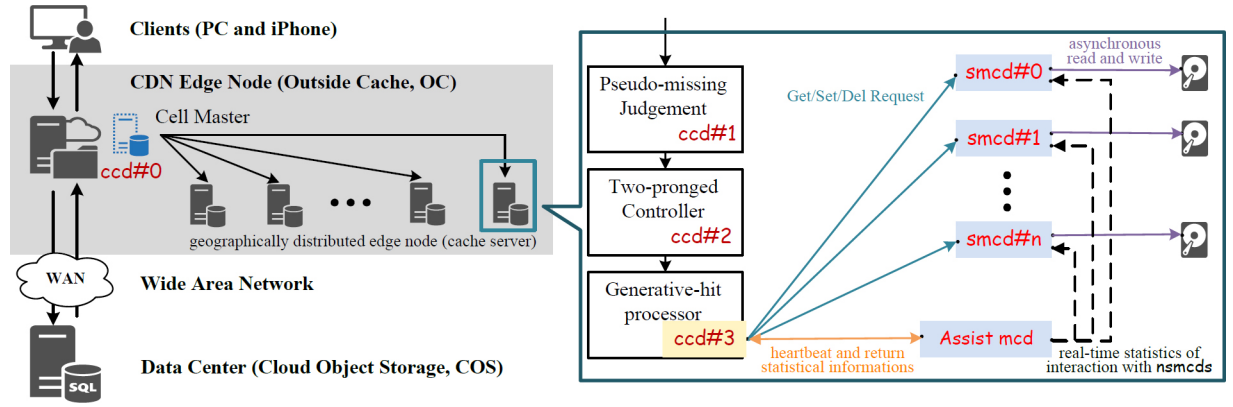 Clients (PC and iPhone)
CDN Edge Node (Outside Cache, OC)
Cell Master
ccd#0
geographically distributed edge node (cache server)
WAN
Wide Area Network
Data Center (Cloud Object Storage, COS)
SQL
Pseudo-missing
Judgement
ccd#1
Two-pronged
Controller
ccd#2
Generative-hit
processor
ccd#3
Get/Set/Del Request
heartbeat and return
statistical informations
smcd#0
smcd#1
smcd#n
Assist mcd
asynchronous
read and write
real-time statistics of
interaction with nsmcds